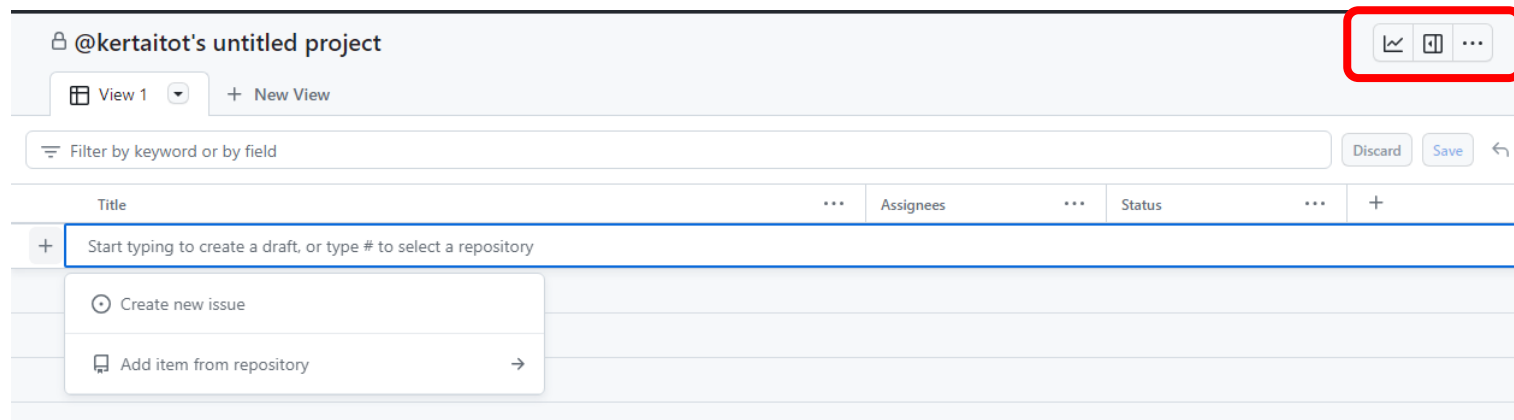 @kertaitot's untitled project
View 1
New View
Filter by keyword or by field
Discard
Save
Title
Assignees
Status
Start typing to create a draft, or type # to select a repository
Create new issue
Add item from repository